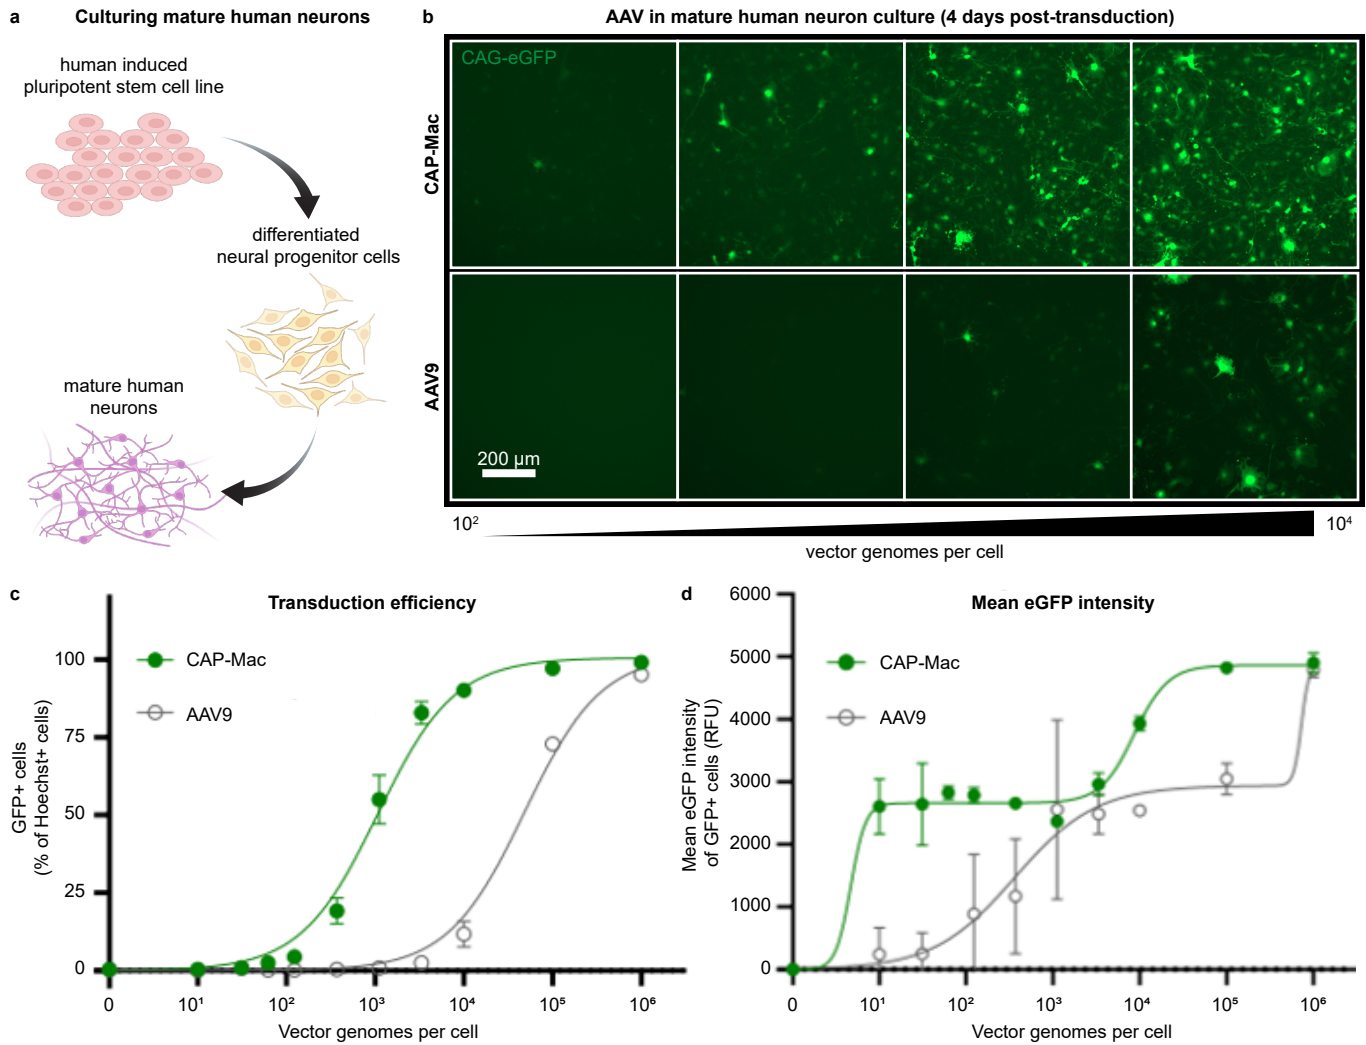 a Culturing mature human neurons
human induced
pluripotent stem cell line
differentiated
neural progenitor cells
mature human
neurons
b AAV in mature human neuron culture (4 days post-transduction)
CAG-eGFP
CAP-Mac
AAV9
200 µm
10² 10⁴
vector genomes per cell
c Transduction efficiency
CAP-Mac
AAV9
GFP+ cells
(% of Hoechst+ cells)
100
75
50
25
0
0 10¹ 10² 10³ 10⁴ 10⁵ 10⁶
Vector genomes per cell
d Mean eGFP intensity
CAP-Mac
AAV9
Mean eGFP intensity
of GFP+ cells (RFU)
6000
5000
4000
3000
2000
1000
0
0 10¹ 10² 10³ 10⁴ 10⁵ 10⁶
Vector genomes per cell